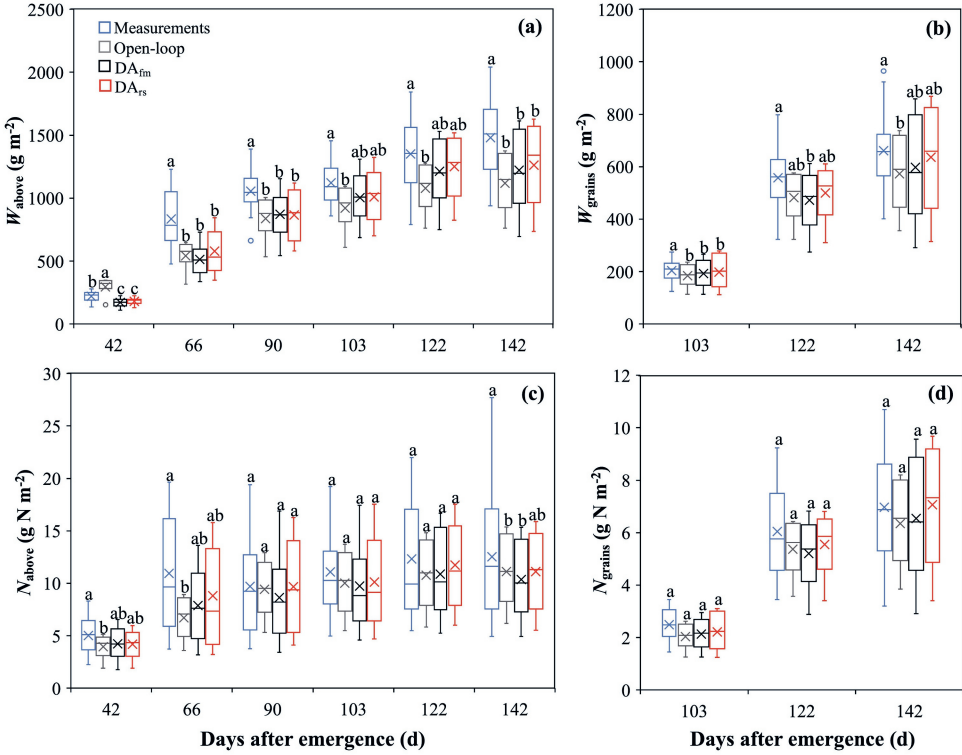 (a)
Measurements
Open-loop
DAfm
DArs
Wabove (g m-2)
2500
2000
1500
1000
500
0
b a c c
a b b b
a b b b
a b ab ab
a b ab ab
a b b b
42 66 90 103 122 142
(b)
Wgrains (g m-2)
1200
1000
800
600
400
200
0
a b b b
a ab b ab
a b ab ab
103 122 142
(c)
Nabove (g N m-2)
30
25
20
15
10
5
0
a b ab ab
a b a ab
a a a a
a a a a
a a a a
a b b ab
42 66 90 103 122 142
Days after emergence (d)
(d)
Ngrains (g N m-2)
12
10
8
6
4
2
0
a a a a
a a a a
a a a a
103 122 142
Days after emergence (d)